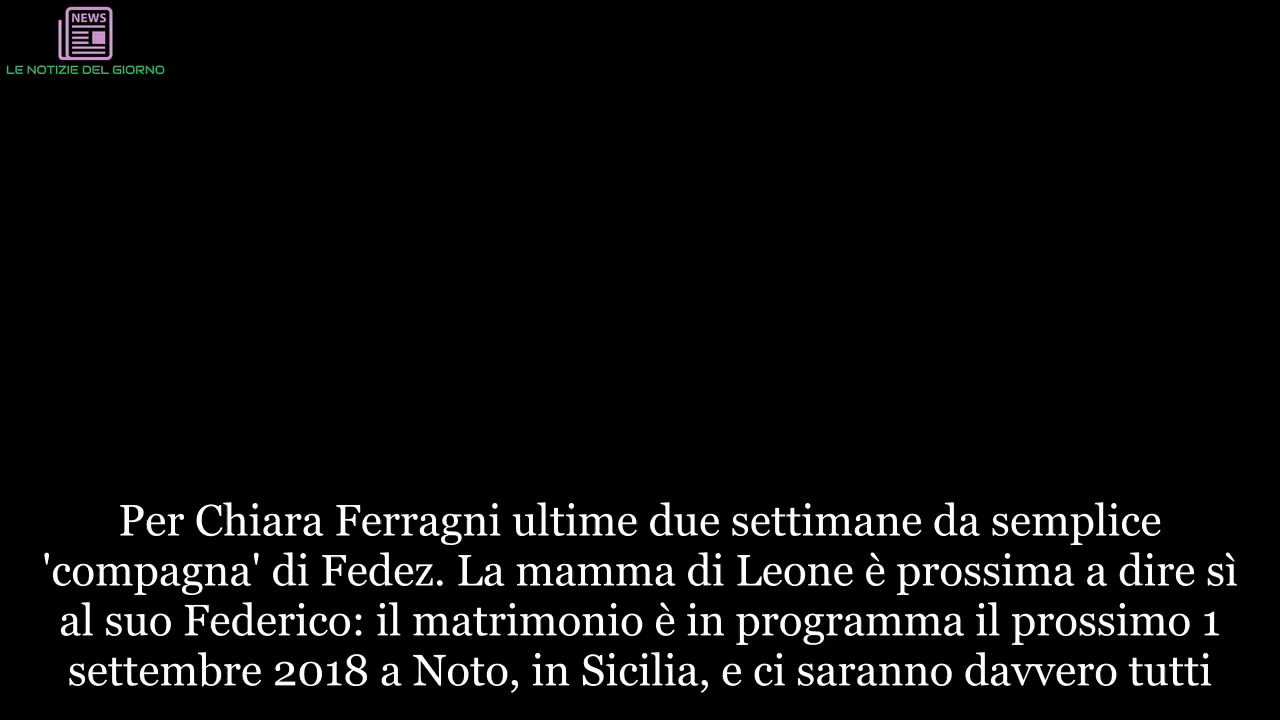 NEWS
LE NOTIZIE DEL GIORNO
Per Chiara Ferragni ultime due settimane da semplice
'compagna' di Fedez. La mamma di Leone è prossima a dire sì
al suo Federico: il matrimonio è in programma il prossimo 1
settembre 2018 a Noto, in Sicilia, e ci saranno davvero tutti